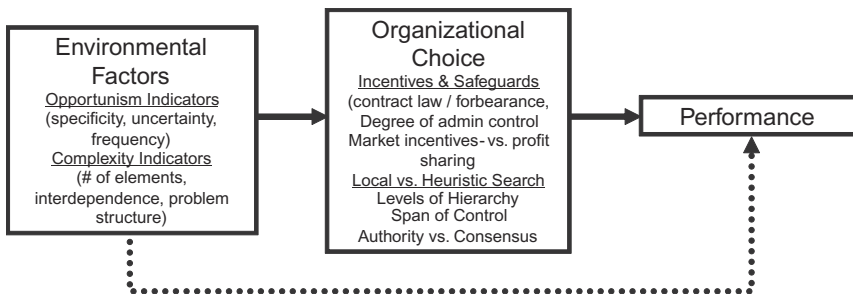 Environmental
Factors
Opportunism Indicators
(specificity, uncertainty,
frequency)
Complexity Indicators
(# of elements,
interdependence, problem
structure)
Organizational
Choice
Incentives & Safeguards
(contract law / forbearance,
Degree of admin control
Market incentives- vs. profit
sharing
Local vs. Heuristic Search
Levels of Hierarchy
Span of Control
Authority vs. Consensus
Performance